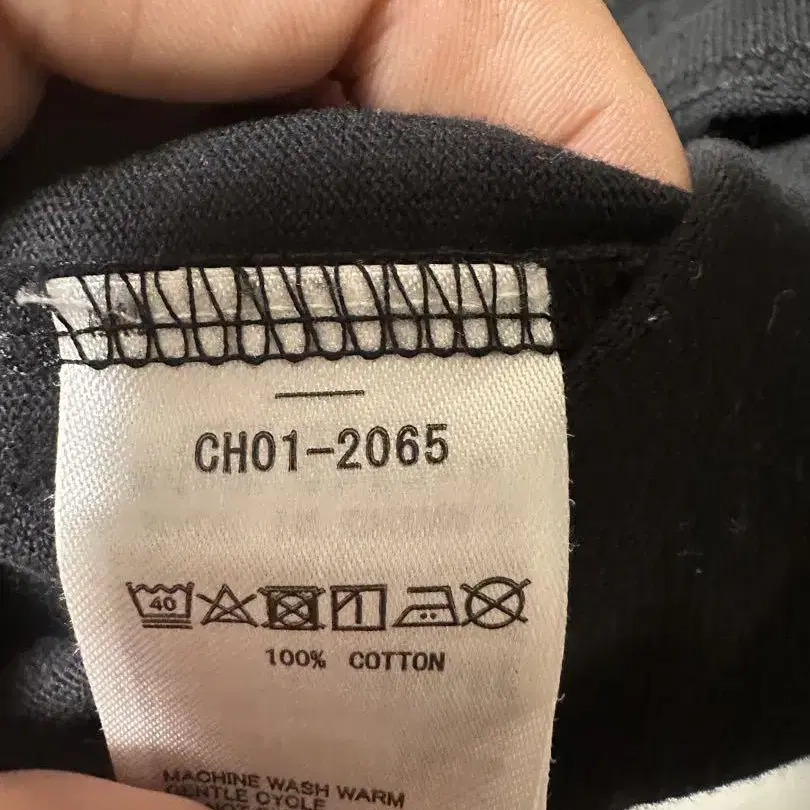 CH01-2065
40
100% COTTON
MACHINE WASH WARM
GENTLE CYCLE